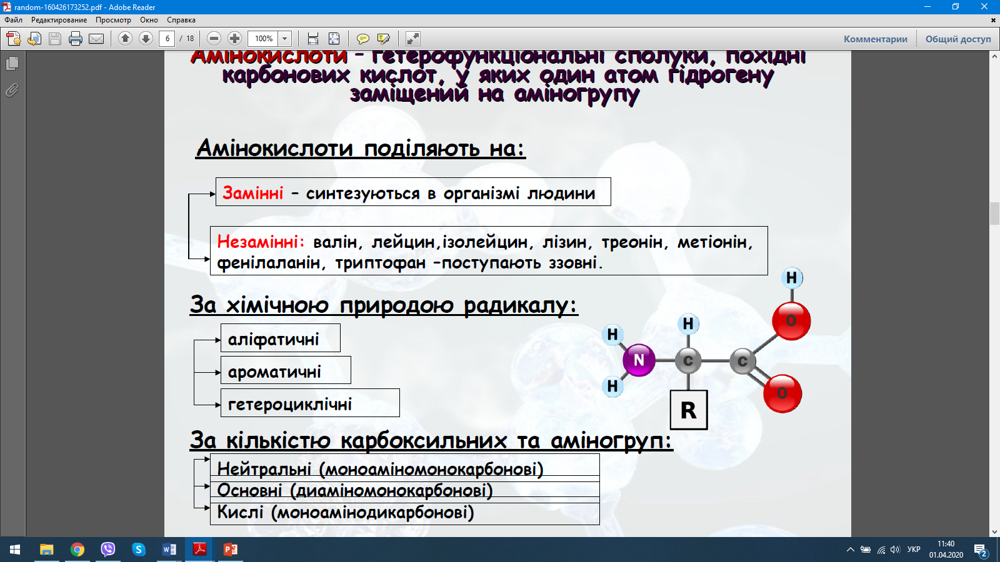 random-160426173252.pdf - Adobe Reader
Файл Редактирование Просмотр Окно Справка
6 / 18 100% Комментарии Общий доступ
Амінокислоти – гетерофункціональні сполуки, похідні
карбонових кислот, у яких один атом гідрогену
заміщений на аміногрупу
Амінокислоти поділяють на:
Замінні – синтезуються в організмі людини
Незамінні: валін, лейцин,ізолейцин, лізин, треонін, метіонін,
фенілаланін, триптофан –поступають ззовні.
За хімічною природою радикалу:
аліфатичні
ароматичні
гетероциклічні
H
O
H
H
N
C
C
H
O
R
За кількістю карбоксильних та аміногруп:
Нейтральні (моноаміномонокарбонові)
Основні (диаміномонокарбонові)
Кислі (моноамінодикарбонові)
УКР
11:40
01.04.2020
2